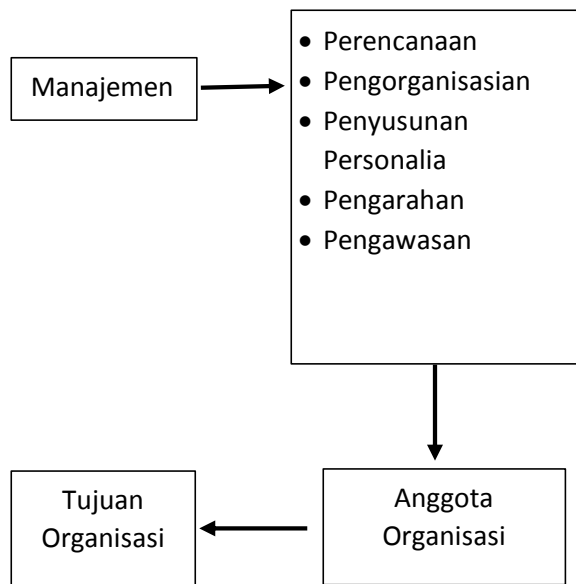 Manajemen
• Perencanaan
• Pengorganisasian
• Penyusunan
Personalia
• Pengarahan
• Pengawasan
Tujuan
Organisasi
Anggota
Organisasi